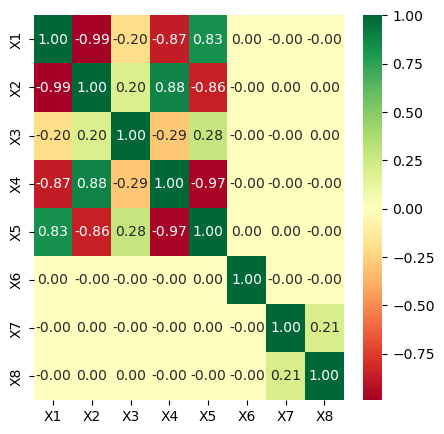 X1 1.00 -0.99 -0.20 -0.87 0.83 0.00 -0.00 -0.00 1.00
X2 -0.99 1.00 0.20 0.88 -0.86 -0.00 0.00 0.00 0.75
X3 -0.20 0.20 1.00 -0.29 0.28 -0.00 -0.00 0.00 0.50
X4 -0.87 0.88 -0.29 1.00 -0.97 -0.00 -0.00 -0.00 0.25
X5 0.83 -0.86 0.28 -0.97 1.00 0.00 0.00 -0.00 0.00
X6 0.00 -0.00 -0.00 -0.00 0.00 1.00 -0.00 -0.00 -0.25
X7 -0.00 0.00 -0.00 -0.00 0.00 -0.00 1.00 0.21 -0.50
X8 -0.00 0.00 0.00 -0.00 -0.00 -0.00 0.21 1.00 -0.75
X1 X2 X3 X4 X5 X6 X7 X8